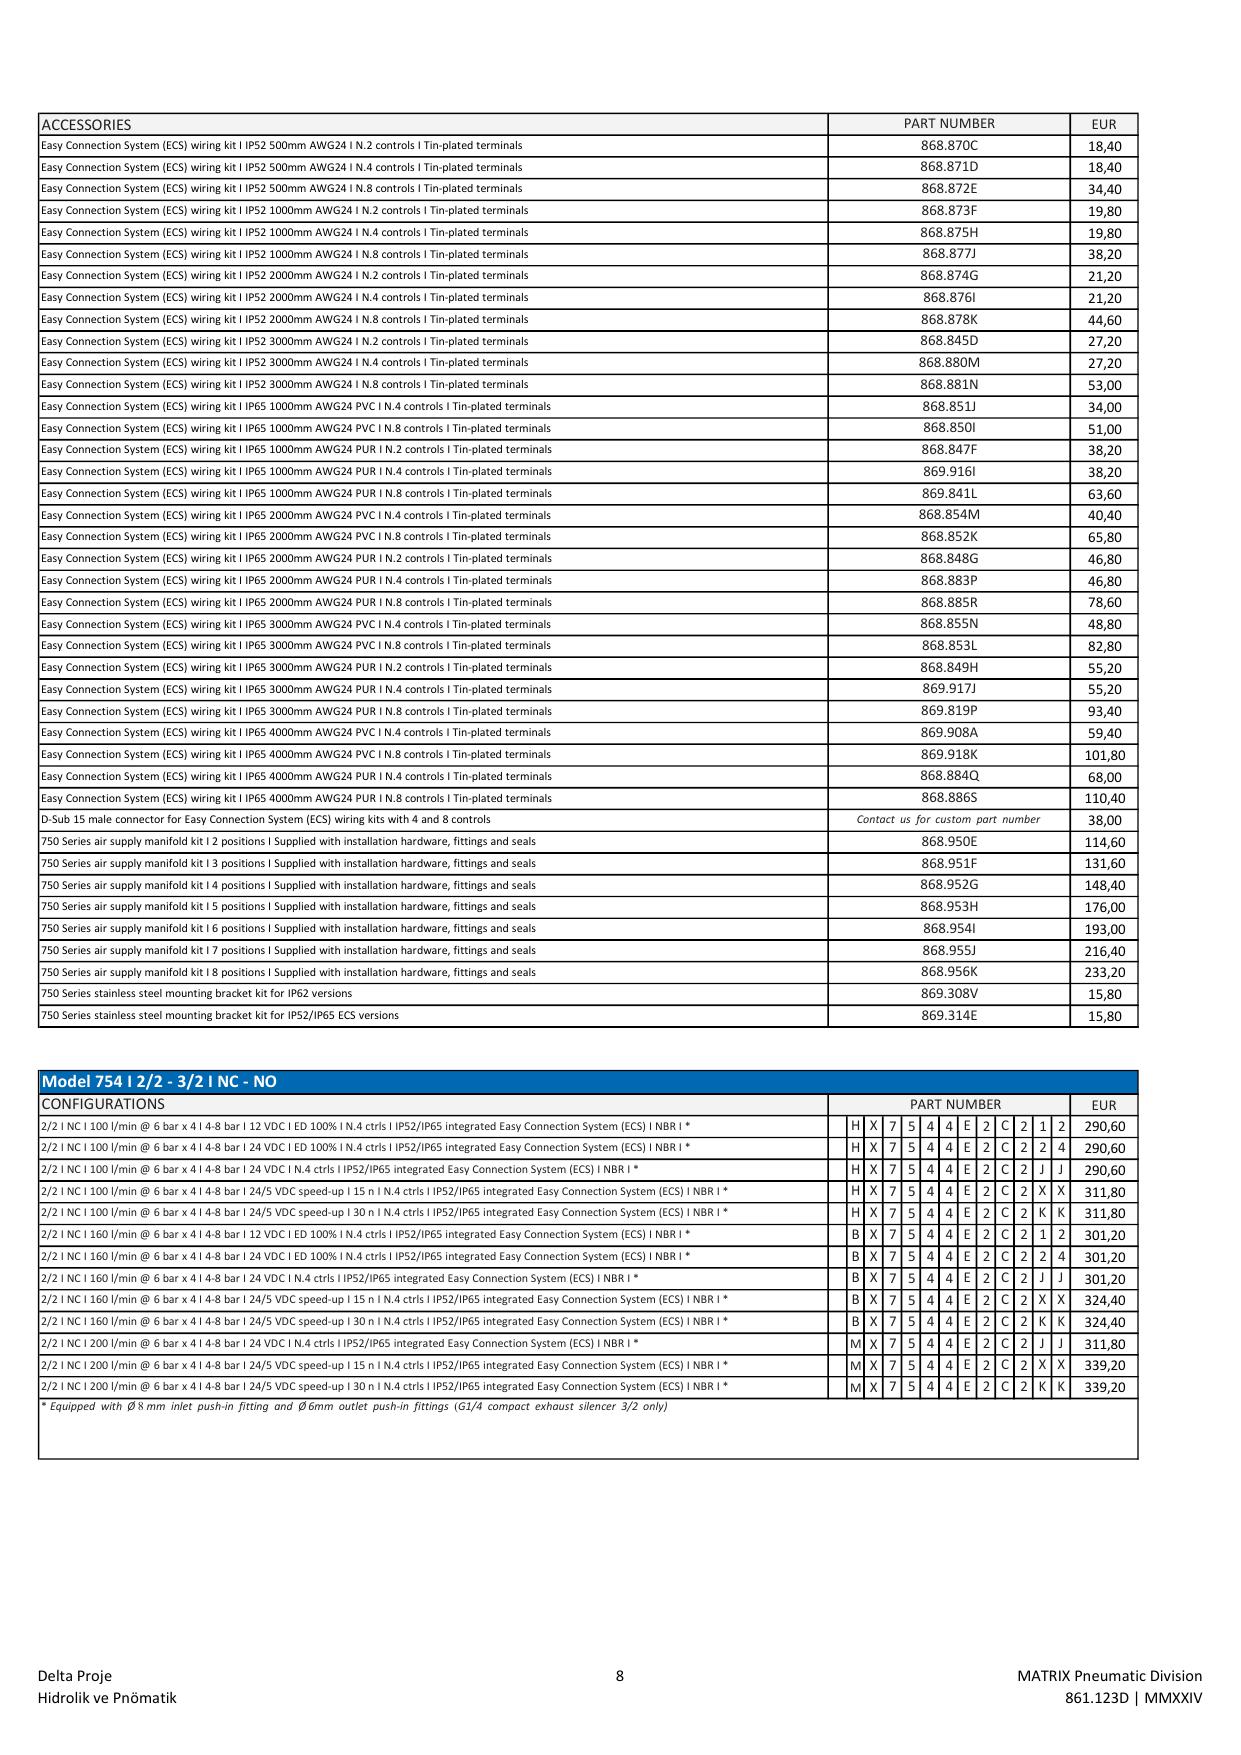 ACCESSORIES PART NUMBER EUR
Easy Connection System (ECS) wiring kit I IP52 500mm AWG24 I N.2 controls I Tin-plated terminals 868.870C 18,40
Easy Connection System (ECS) wiring kit I IP52 500mm AWG24 I N.4 controls I Tin-plated terminals 868.871D 18,40
Easy Connection System (ECS) wiring kit I IP52 500mm AWG24 I N.8 controls I Tin-plated terminals 868.872E 34,40
Easy Connection System (ECS) wiring kit I IP52 1000mm AWG24 I N.2 controls I Tin-plated terminals 868.873F 19,80
Easy Connection System (ECS) wiring kit I IP52 1000mm AWG24 I N.4 controls I Tin-plated terminals 868.875H 19,80
Easy Connection System (ECS) wiring kit I IP52 1000mm AWG24 I N.8 controls I Tin-plated terminals 868.877J 38,20
Easy Connection System (ECS) wiring kit I IP52 2000mm AWG24 I N.2 controls I Tin-plated terminals 868.874G 21,20
Easy Connection System (ECS) wiring kit I IP52 2000mm AWG24 I N.4 controls I Tin-plated terminals 868.876I 21,20
Easy Connection System (ECS) wiring kit I IP52 2000mm AWG24 I N.8 controls I Tin-plated terminals 868.878K 44,60
Easy Connection System (ECS) wiring kit I IP52 3000mm AWG24 I N.2 controls I Tin-plated terminals 868.845D 27,20
Easy Connection System (ECS) wiring kit I IP52 3000mm AWG24 I N.4 controls I Tin-plated terminals 868.880M 27,20
Easy Connection System (ECS) wiring kit I IP52 3000mm AWG24 I N.8 controls I Tin-plated terminals 868.881N 53,00
Easy Connection System (ECS) wiring kit I IP65 1000mm AWG24 PVC I N.4 controls I Tin-plated terminals 868.851J 34,00
Easy Connection System (ECS) wiring kit I IP65 1000mm AWG24 PVC I N.8 controls I Tin-plated terminals 868.850I 51,00
Easy Connection System (ECS) wiring kit I IP65 1000mm AWG24 PUR I N.2 controls I Tin-plated terminals 868.847F 38,20
Easy Connection System (ECS) wiring kit I IP65 1000mm AWG24 PUR I N.4 controls I Tin-plated terminals 869.916I 38,20
Easy Connection System (ECS) wiring kit I IP65 1000mm AWG24 PUR I N.8 controls I Tin-plated terminals 869.841L 63,60
Easy Connection System (ECS) wiring kit I IP65 2000mm AWG24 PVC I N.4 controls I Tin-plated terminals 868.854M 40,40
Easy Connection System (ECS) wiring kit I IP65 2000mm AWG24 PVC I N.8 controls I Tin-plated terminals 868.852K 65,80
Easy Connection System (ECS) wiring kit I IP65 2000mm AWG24 PUR I N.2 controls I Tin-plated terminals 868.848G 46,80
Easy Connection System (ECS) wiring kit I IP65 2000mm AWG24 PUR I N.4 controls I Tin-plated terminals 868.883P 46,80
Easy Connection System (ECS) wiring kit I IP65 2000mm AWG24 PUR I N.8 controls I Tin-plated terminals 868.885R 78,60
Easy Connection System (ECS) wiring kit I IP65 3000mm AWG24 PVC I N.4 controls I Tin-plated terminals 868.855N 48,80
Easy Connection System (ECS) wiring kit I IP65 3000mm AWG24 PVC I N.8 controls I Tin-plated terminals 868.853L 82,80
Easy Connection System (ECS) wiring kit I IP65 3000mm AWG24 PUR I N.2 controls I Tin-plated terminals 868.849H 55,20
Easy Connection System (ECS) wiring kit I IP65 3000mm AWG24 PUR I N.4 controls I Tin-plated terminals 869.917J 55,20
Easy Connection System (ECS) wiring kit I IP65 3000mm AWG24 PUR I N.8 controls I Tin-plated terminals 869.819P 93,40
Easy Connection System (ECS) wiring kit I IP65 4000mm AWG24 PVC I N.4 controls I Tin-plated terminals 869.908A 59,40
Easy Connection System (ECS) wiring kit I IP65 4000mm AWG24 PVC I N.8 controls I Tin-plated terminals 869.918K 101,80
Easy Connection System (ECS) wiring kit I IP65 4000mm AWG24 PUR I N.4 controls I Tin-plated terminals 868.884Q 68,00
Easy Connection System (ECS) wiring kit I IP65 4000mm AWG24 PUR I N.8 controls I Tin-plated terminals 868.886S 110,40
D-Sub 15 male connector for Easy Connection System (ECS) wiring kits with 4 and 8 controls Contact us for custom part number 38,00
750 Series air supply manifold kit I 2 positions I Supplied with installation hardware, fittings and seals 868.950E 114,60
750 Series air supply manifold kit I 3 positions I Supplied with installation hardware, fittings and seals 868.951F 131,60
750 Series air supply manifold kit I 4 positions I Supplied with installation hardware, fittings and seals 868.952G 148,40
750 Series air supply manifold kit I 5 positions I Supplied with installation hardware, fittings and seals 868.953H 176,00
750 Series air supply manifold kit I 6 positions I Supplied with installation hardware, fittings and seals 868.954I 193,00
750 Series air supply manifold kit I 7 positions I Supplied with installation hardware, fittings and seals 868.955J 216,40
750 Series air supply manifold kit I 8 positions I Supplied with installation hardware, fittings and seals 868.956K 233,20
750 Series stainless steel mounting bracket kit for IP62 versions 869.308V 15,80
750 Series stainless steel mounting bracket kit for IP52/IP65 ECS versions 869.314E 15,80
Model 754 I 2/2 - 3/2 I NC - NO
CONFIGURATIONS PART NUMBER EUR
2/2 I NC I 100 l/min @ 6 bar x 4 I 4-8 bar I 12 VDC I ED 100% I N.4 ctrls I IP52/IP65 integrated Easy Connection System (ECS) I NBR I * H X 7 5 4 4 E 2 C 2 1 2 290,60
2/2 I NC I 100 l/min @ 6 bar x 4 I 4-8 bar I 24 VDC I ED 100% I N.4 ctrls I IP52/IP65 integrated Easy Connection System (ECS) I NBR I * H X 7 5 4 4 E 2 C 2 2 4 290,60
2/2 I NC I 100 l/min @ 6 bar x 4 I 4-8 bar I 24 VDC I N.4 ctrls I IP52/IP65 integrated Easy Connection System (ECS) I NBR I * H X 7 5 4 4 E 2 C 2 J J 290,60
2/2 I NC I 100 l/min @ 6 bar x 4 I 4-8 bar I 24/5 VDC speed-up I 15 n I N.4 ctrls I IP52/IP65 integrated Easy Connection System (ECS) I NBR I * H X 7 5 4 4 E 2 C 2 X X 311,80
2/2 I NC I 100 l/min @ 6 bar x 4 I 4-8 bar I 24/5 VDC speed-up I 30 n I N.4 ctrls I IP52/IP65 integrated Easy Connection System (ECS) I NBR I * H X 7 5 4 4 E 2 C 2 K K 311,80
2/2 I NC I 160 l/min @ 6 bar x 4 I 4-8 bar I 12 VDC I ED 100% I N.4 ctrls I IP52/IP65 integrated Easy Connection System (ECS) I NBR I * B X 7 5 4 4 E 2 C 2 1 2 301,20
2/2 I NC I 160 l/min @ 6 bar x 4 I 4-8 bar I 24 VDC I ED 100% I N.4 ctrls I IP52/IP65 integrated Easy Connection System (ECS) I NBR I * B X 7 5 4 4 E 2 C 2 2 4 301,20
2/2 I NC I 160 l/min @ 6 bar x 4 I 4-8 bar I 24 VDC I N.4 ctrls I IP52/IP65 integrated Easy Connection System (ECS) I NBR I * B X 7 5 4 4 E 2 C 2 J J 301,20
2/2 I NC I 160 l/min @ 6 bar x 4 I 4-8 bar I 24/5 VDC speed-up I 15 n I N.4 ctrls I IP52/IP65 integrated Easy Connection System (ECS) I NBR I * B X 7 5 4 4 E 2 C 2 X X 324,40
2/2 I NC I 160 l/min @ 6 bar x 4 I 4-8 bar I 24/5 VDC speed-up I 30 n I N.4 ctrls I IP52/IP65 integrated Easy Connection System (ECS) I NBR I * B X 7 5 4 4 E 2 C 2 K K 324,40
2/2 I NC I 200 l/min @ 6 bar x 4 I 4-8 bar I 24 VDC I N.4 ctrls I IP52/IP65 integrated Easy Connection System (ECS) I NBR I * M X 7 5 4 4 E 2 C 2 J J 311,80
2/2 I NC I 200 l/min @ 6 bar x 4 I 4-8 bar I 24/5 VDC speed-up I 15 n I N.4 ctrls I IP52/IP65 integrated Easy Connection System (ECS) I NBR I * M X 7 5 4 4 E 2 C 2 X X 339,20
2/2 I NC I 200 l/min @ 6 bar x 4 I 4-8 bar I 24/5 VDC speed-up I 30 n I N.4 ctrls I IP52/IP65 integrated Easy Connection System (ECS) I NBR I * M X 7 5 4 4 E 2 C 2 K K 339,20
* Equipped with Ø 8 mm inlet push-in fitting and Ø 6mm outlet push-in fittings (G1/4 compact exhaust silencer 3/2 only)
Delta Proje 8 MATRIX Pneumatic Division
Hidrolik ve Pnömatik 861.123D | MMXXIV